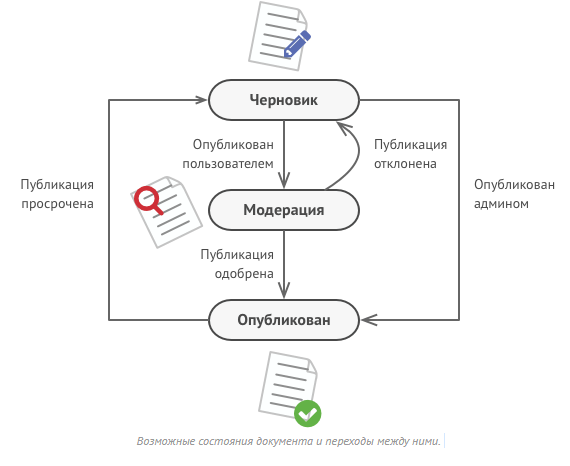 Черновик
Опубликован
пользователем
Публикация
отклонена
Публикация
просрочена
Опубликован
админом
Модерация
Публикация
одобрена
Опубликован
Возможные состояния документа и переходы между ними.